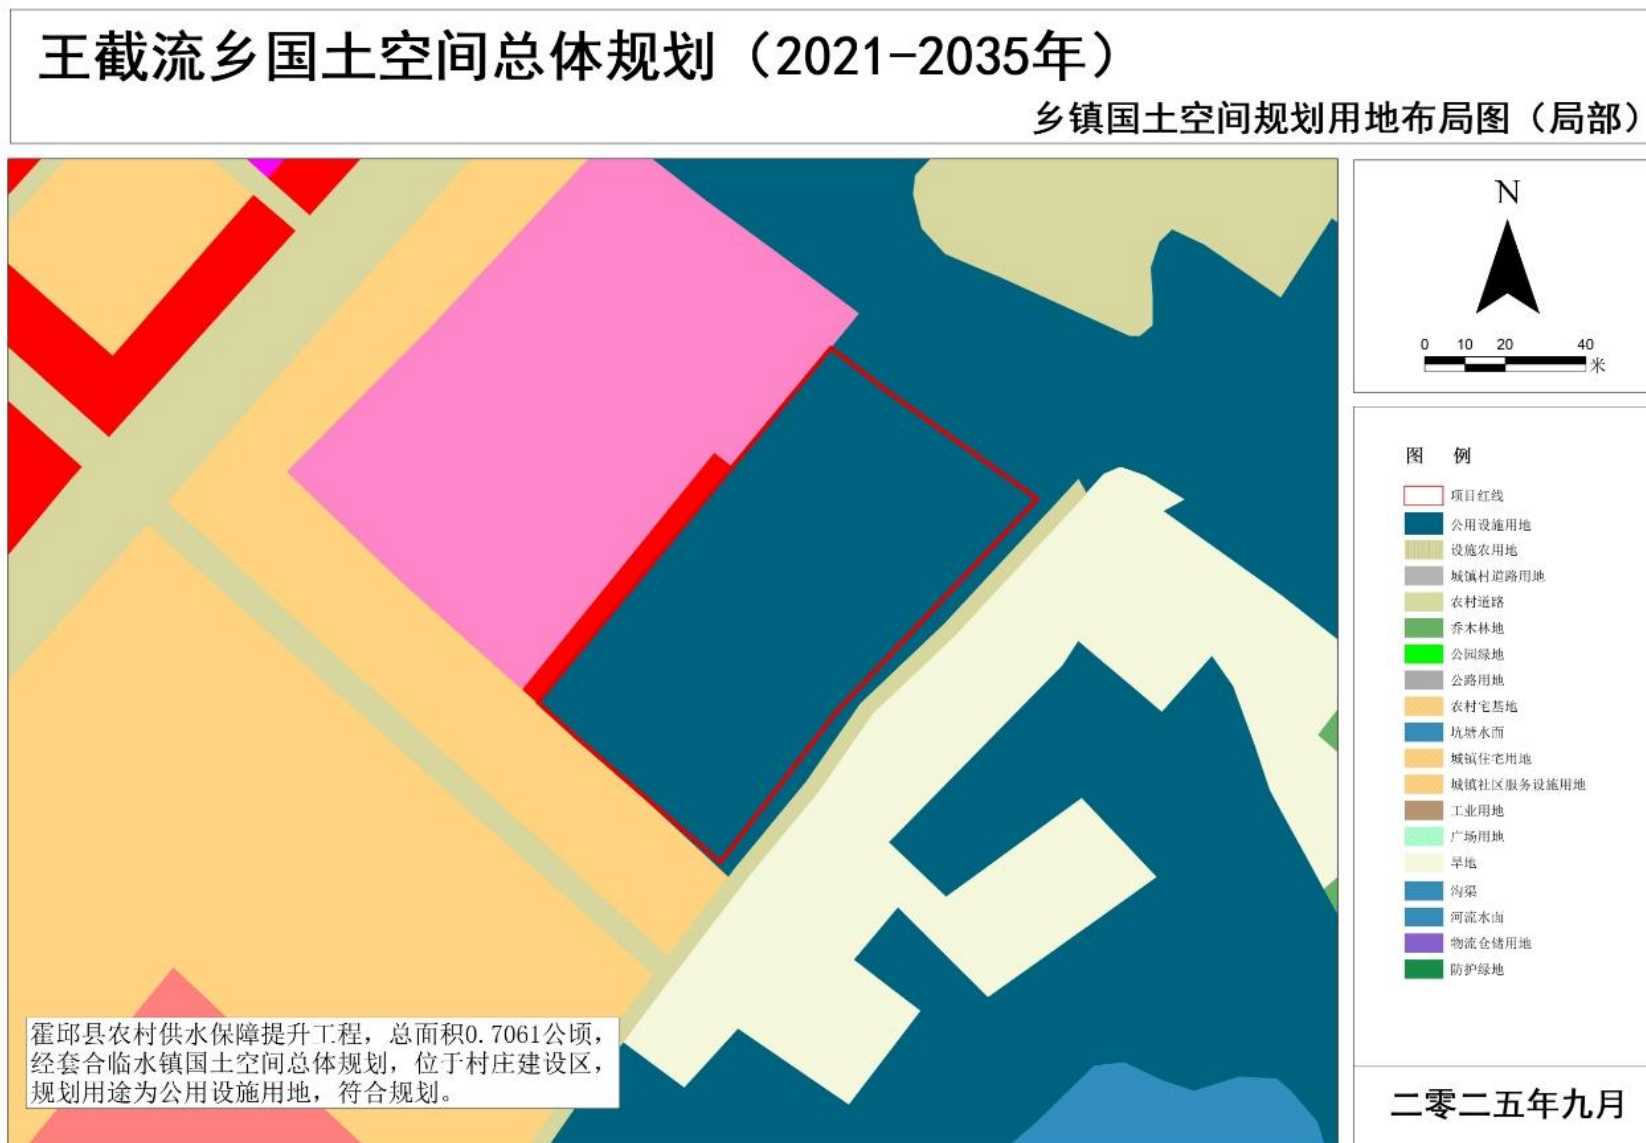 王截流乡国土空间总体规划（2021-2035年）
乡镇国土空间规划用地布局图（局部）
N
0 10 20 40
米
图 例
项目红线
公用设施用地
设施农用地
城镇村道路用地
农村道路
乔木林地
公园绿地
公路用地
农村宅基地
坑塘水面
城镇住宅用地
城镇社区服务设施用地
工业用地
广场用地
旱地
沟渠
河流水面
物流仓储用地
防护绿地
霍邱县农村供水保障提升工程，总面积0.7061公顷，
经套合临水镇国土空间总体规划，位于村庄建设区，
规划用途为公用设施用地，符合规划。
二零二五年九月